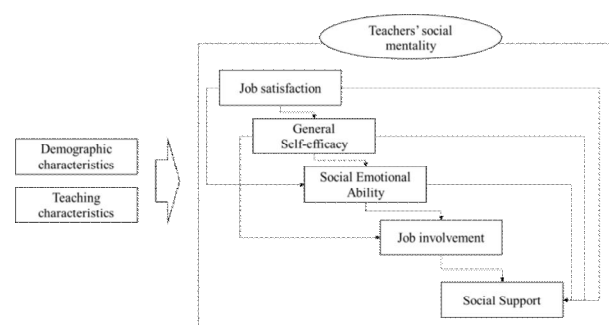 Teachers' social
mentality
Job satisfaction
General
Self-efficacy
Demographic
characteristics
Social Emotional
Ability
Teaching
characteristics
Job involvement
Social Support